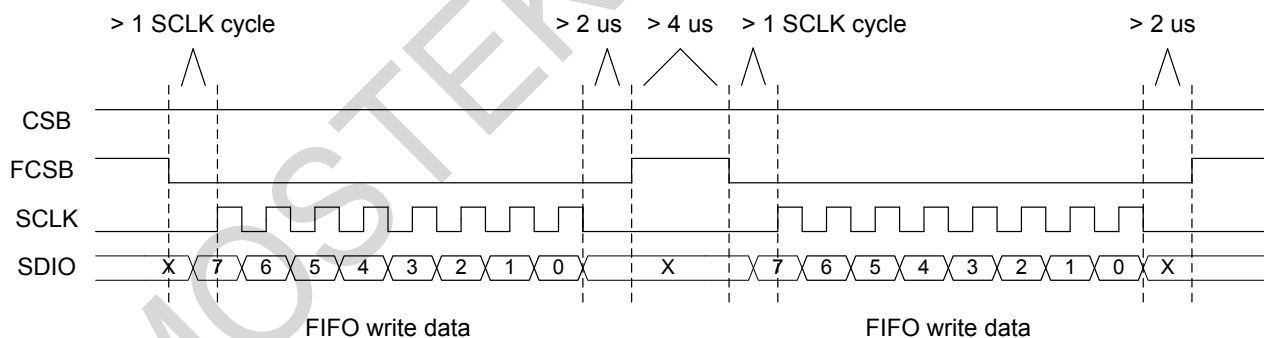 > 1 SCLK cycle > 2 us > 4 us > 1 SCLK cycle > 2 us
CSB
FCSB
SCLK
SDIO X 7 6 5 4 3 2 1 0 X 7 6 5 4 3 2 1 0 X
FIFO write data FIFO write data
MOSTEK